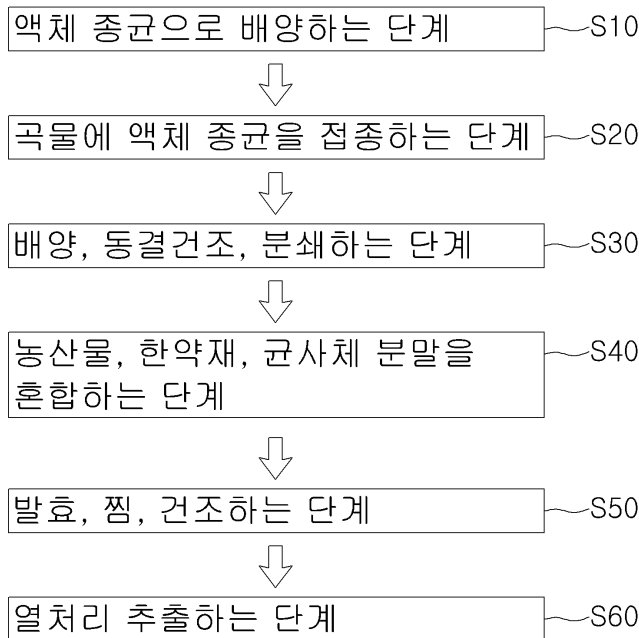 액체 종균으로 배양하는 단계 S10
곡물에 액체 종균을 접종하는 단계 S20
배양, 동결건조, 분쇄하는 단계 S30
농산물, 한약재, 균사체 분말을 S40
혼합하는 단계
발효, 찜, 건조하는 단계 S50
열처리 추출하는 단계 S60